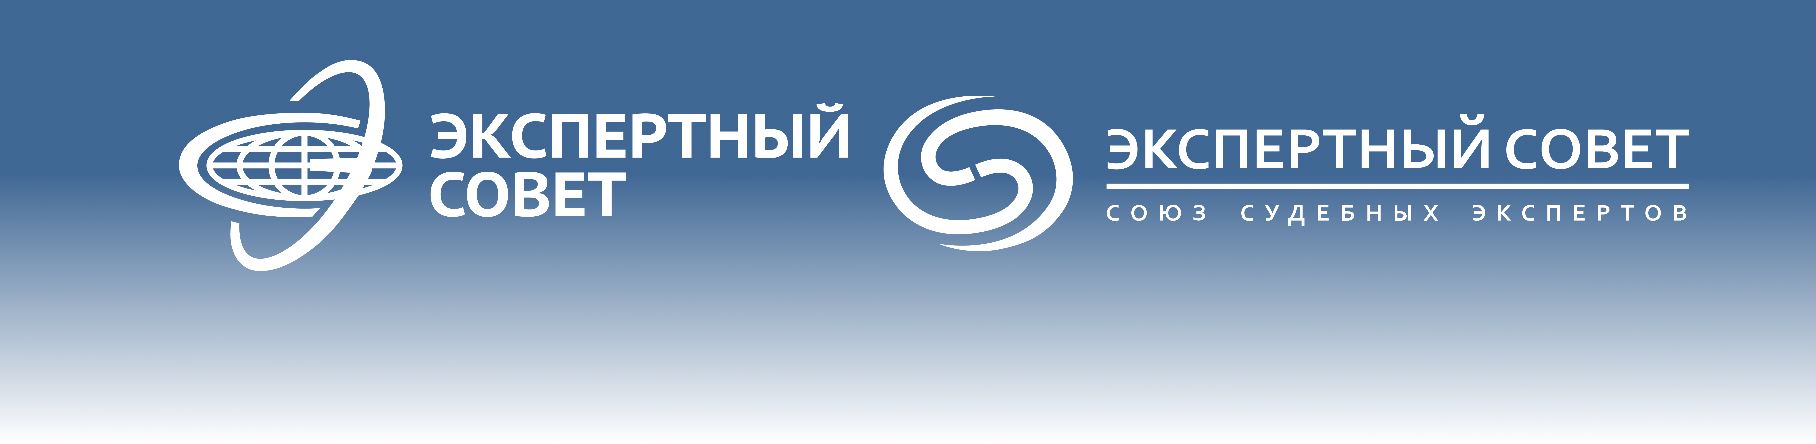 ЭКСПЕРТНЫЙ
СОВЕТ
ЭКСПЕРТНЫЙ СОВЕТ
СОЮЗ СУДЕБНЫХ ЭКСПЕРТОВ